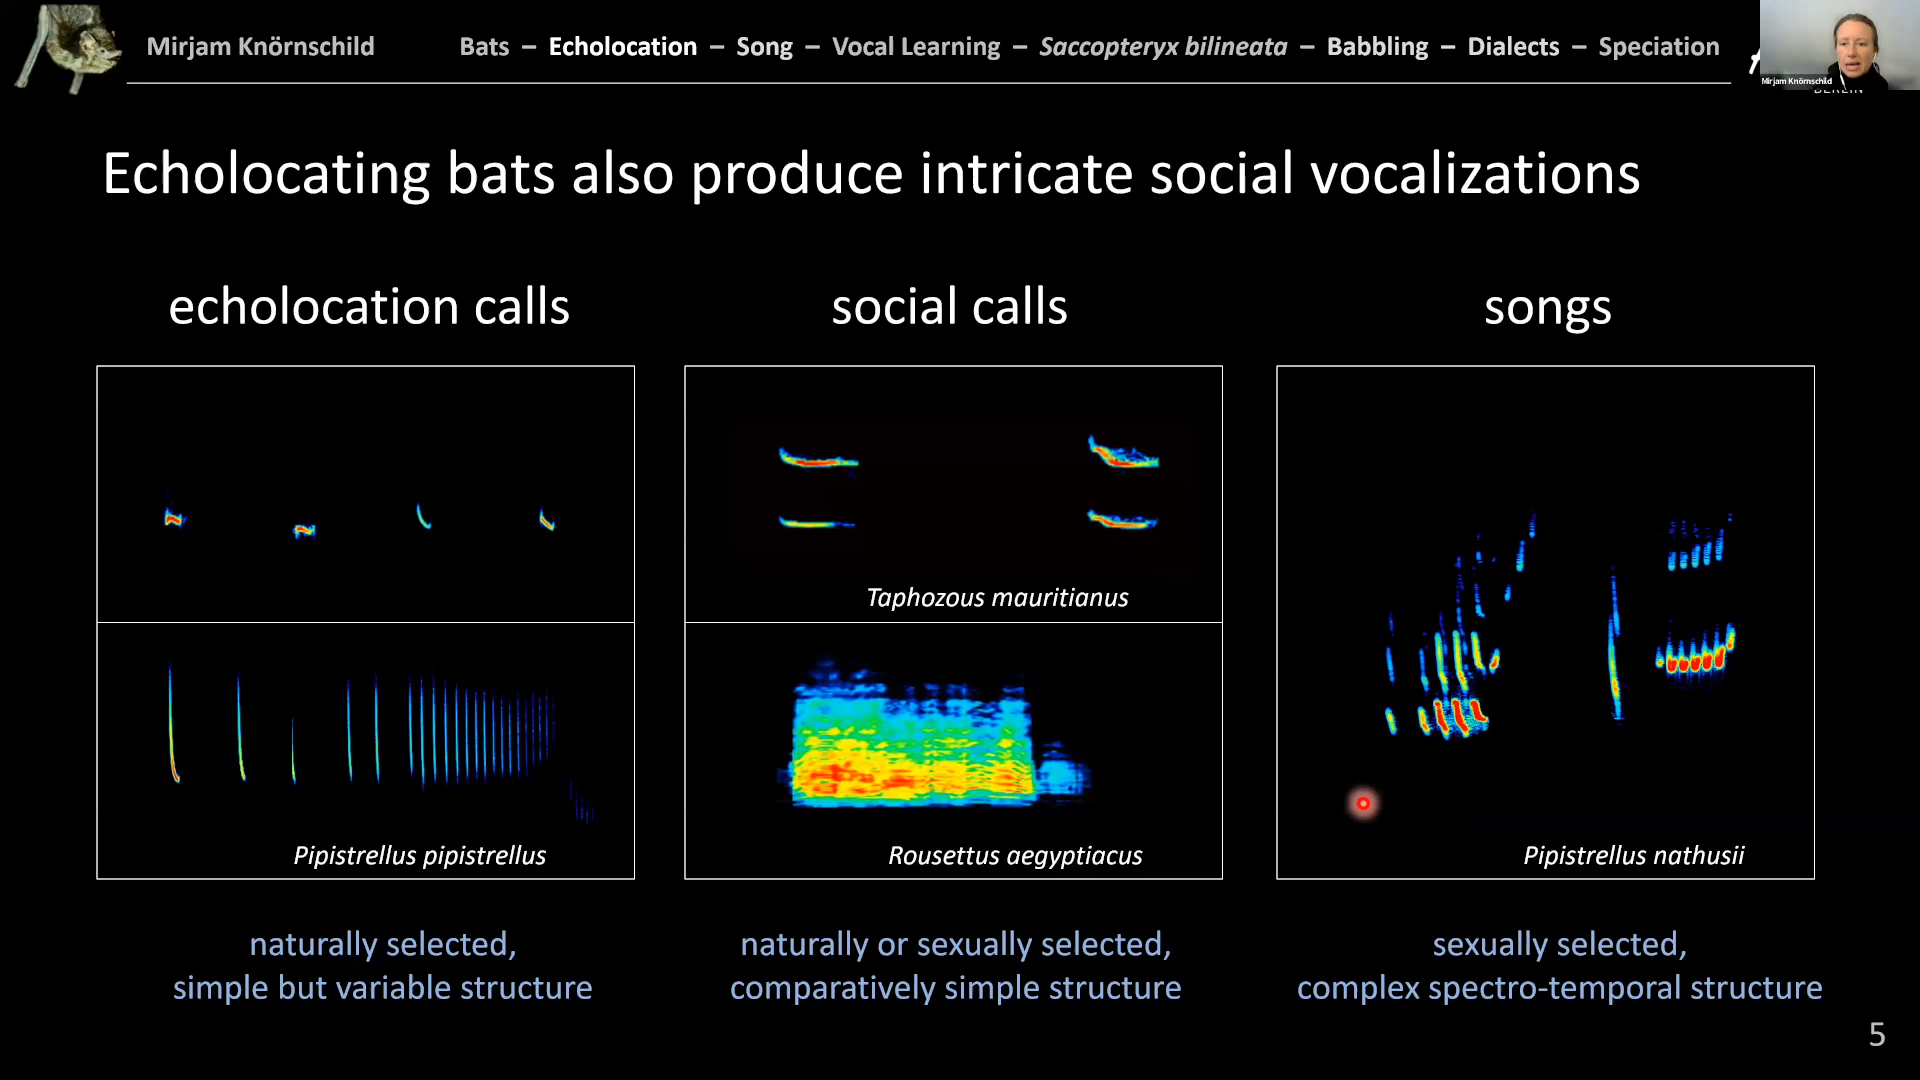 Mirjam Knörnschild
Bats – Echolocation – Song – Vocal Learning – Saccopteryx bilineata – Babbling – Dialects – Speciation
Mirjam Knörnschild
BERLIN
Echolocating bats also produce intricate social vocalizations
echolocation calls
social calls
songs
Taphozous mauritianus
Pipistrellus pipistrellus
Rousettus aegyptiacus
Pipistrellus nathusii
naturally selected,
simple but variable structure
naturally or sexually selected,
comparatively simple structure
sexually selected,
complex spectro-temporal structure
5